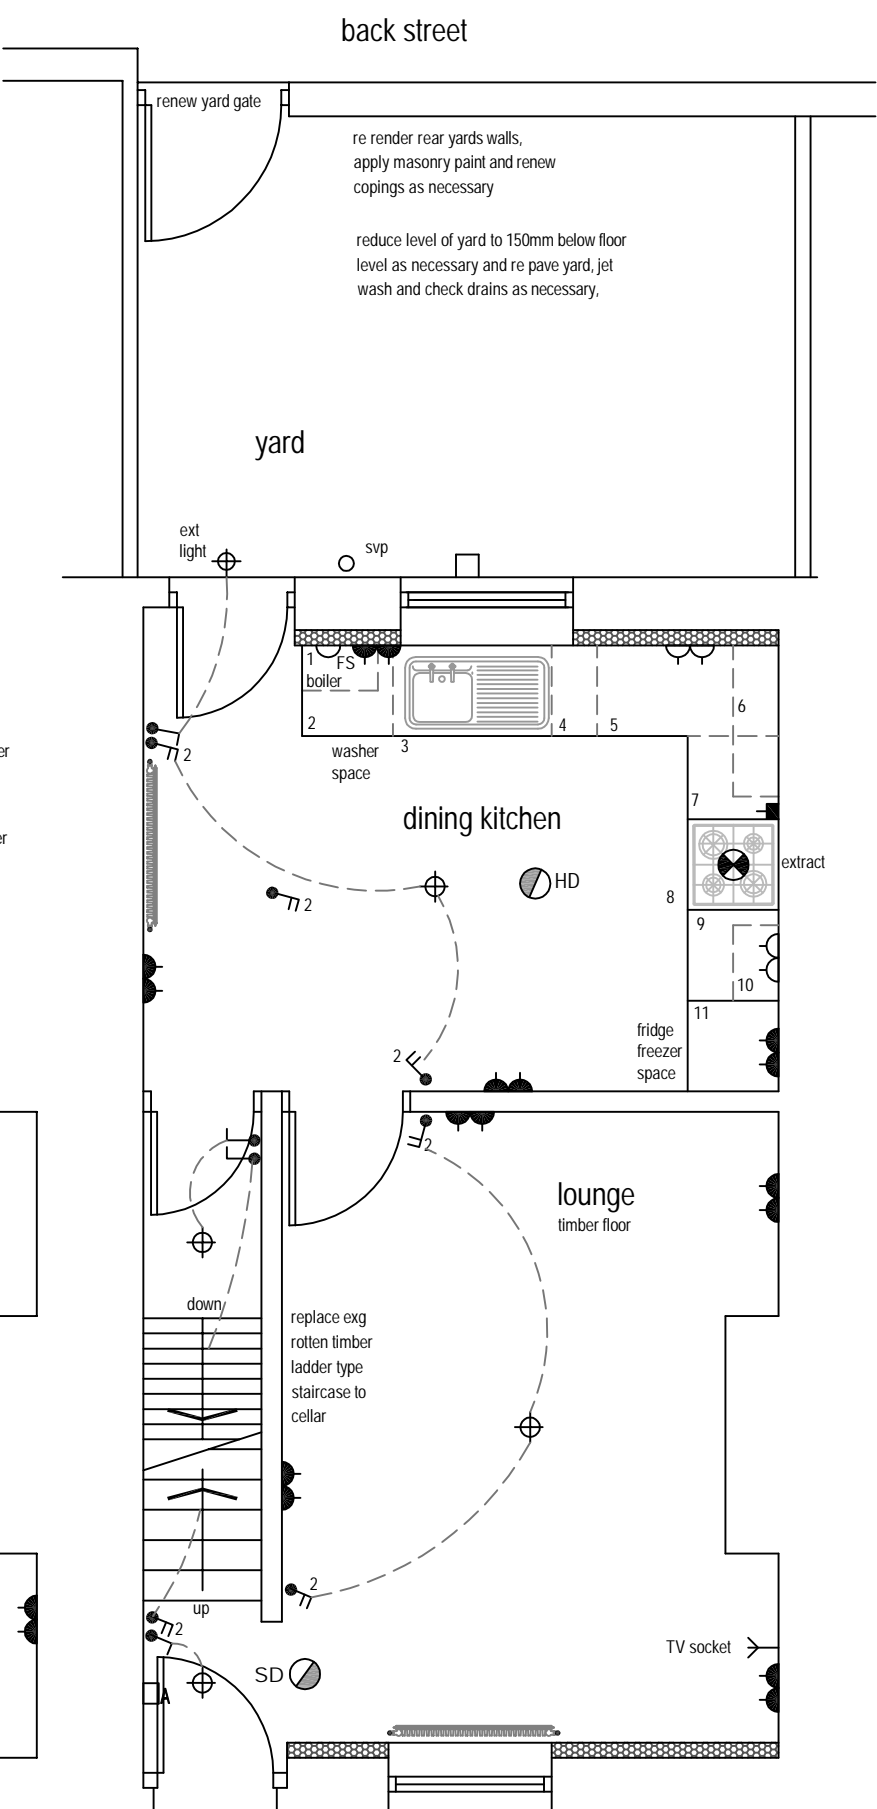 back street
renew yard gate
re render rear yards walls,
apply masonry paint and renew
copings as necessary
reduce level of yard to 150mm below floor
level as necessary and re pave yard, jet
wash and check drains as necessary,
yard
ext
light
svp
1
FS
boiler
2
3
4
5
6
7
washer
space
2
er
er
dining kitchen
HD
extract
8
9
10
11
2
fridge
freezer
space
2
2
lounge
timber floor
down
replace exg
rotten timber
ladder type
staircase to
cellar
2
up
2
TV socket
SD
A